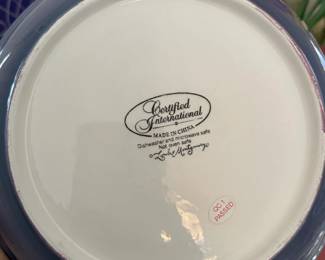 Certified
International
MADE IN CHINA
Dishwasher and microwave safe
Not oven safe
QC 1
PASSED